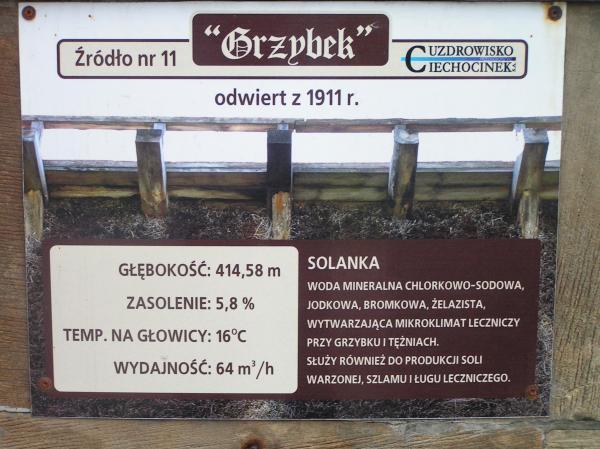 "Grzybek"
Źródło nr 11
UZDROWISKO
CIECHOCINEK
odwiert z 1911 r.
GŁĘBOKOŚĆ: 414,58 m
ZASOLENIE: 5,8 %
TEMP. NA GŁOWICY: 16°C
WYDAJNOŚĆ: 64 m³/h
SOLANKA
WODA MINERALNA CHLORKOWO-SODOWA,
JODKOWA, BROMKOWA, ŻELAZISTA,
WYTWARZAJĄCA MIKROKLIMAT LECZNICZY
PRZY GRZYBKU I TĘŻNIACH.
SŁUŻY RÓWNIEŻ DO PRODUKCJI SOLI
WARZONEJ, SZLAMU I ŁUGU LECZNICZEGO.